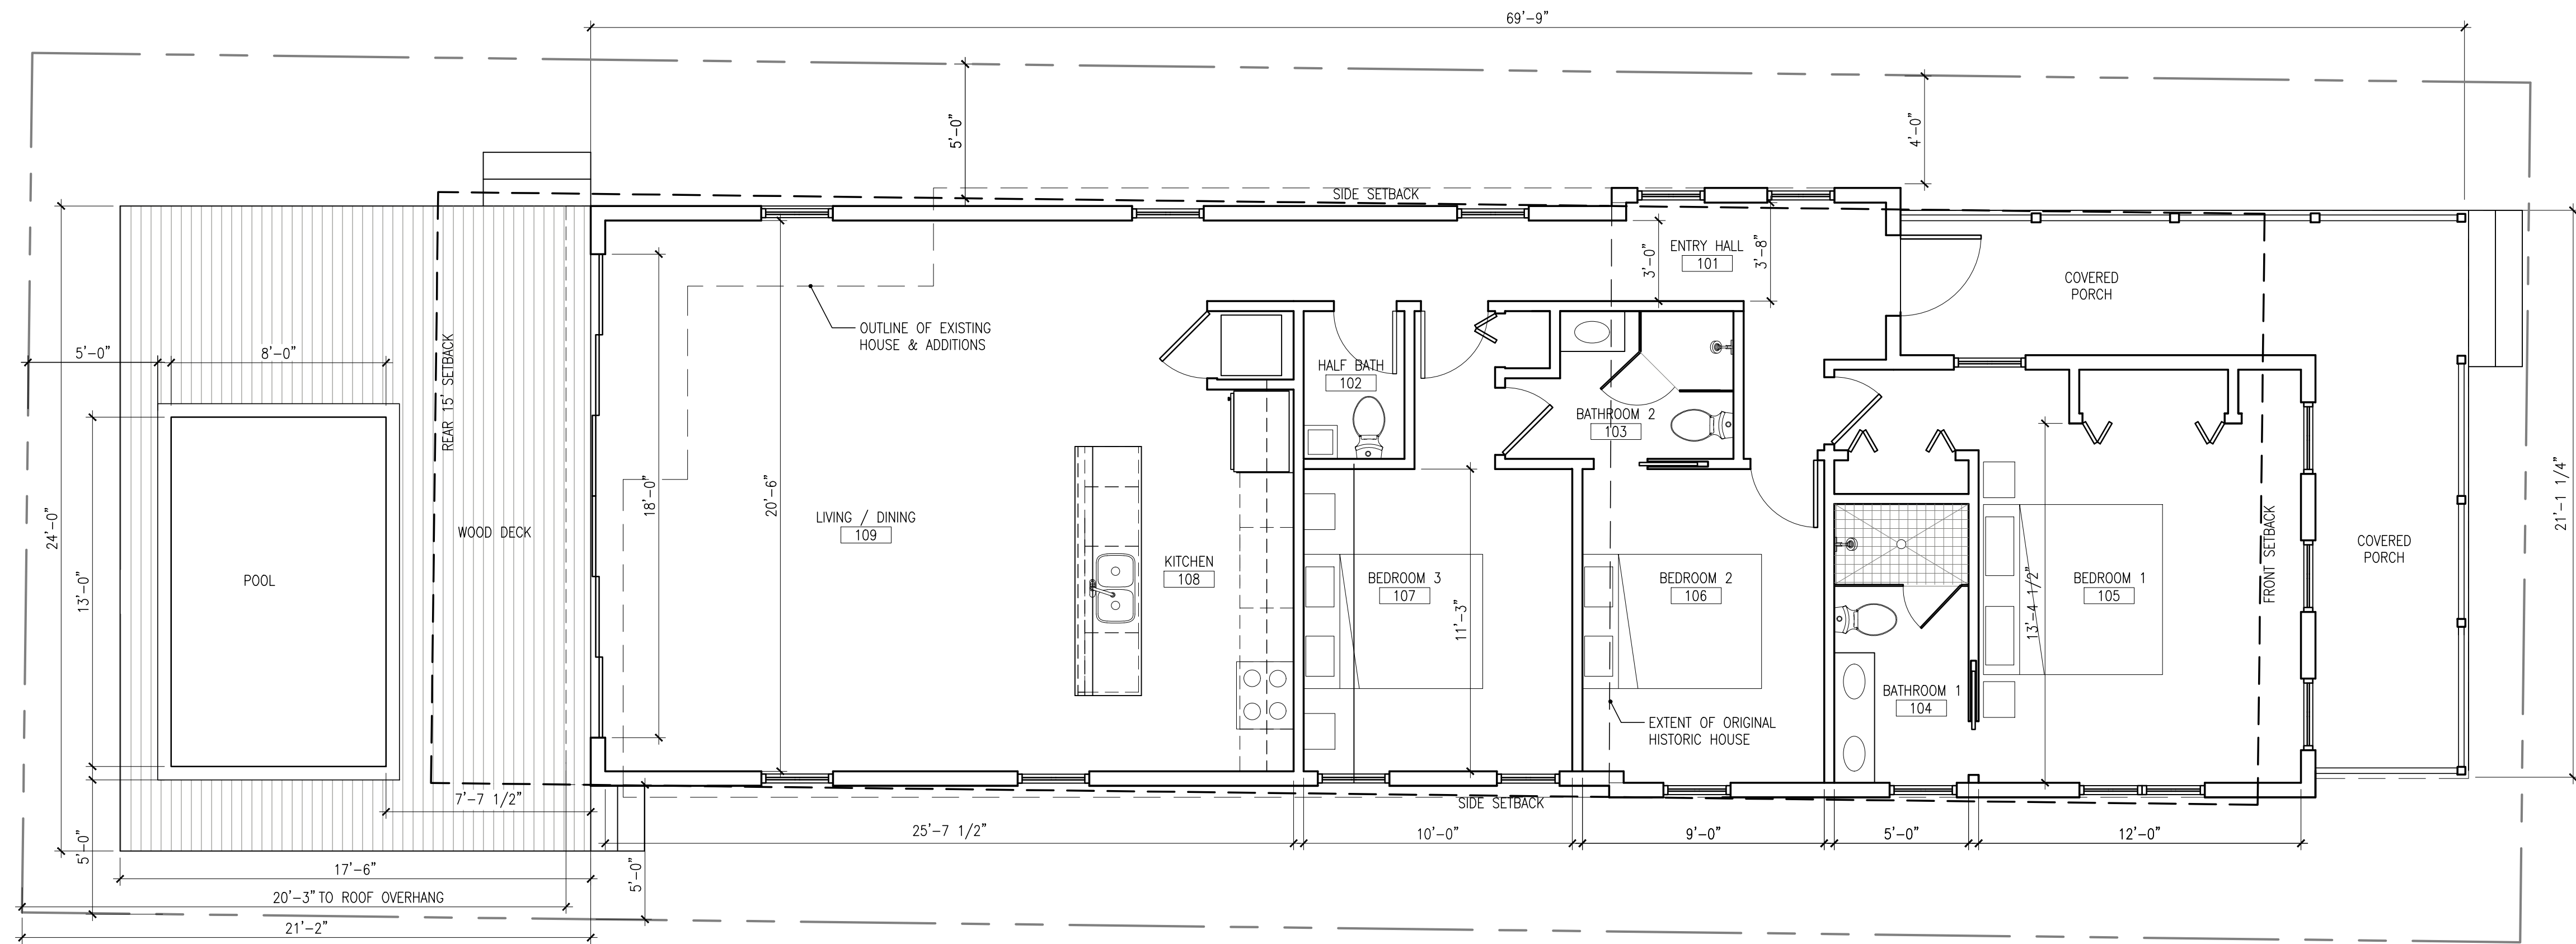 69'-9"
5'-0"
4'-0"
SIDE SETBACK
ENTRY HALL
101
3'-0"
3'-8"
COVERED
PORCH
OUTLINE OF EXISTING
HOUSE & ADDITIONS
5'-0"
8'-0"
REAR 15' SETBACK
HALF BATH
102
BATHROOM 2
103
24'-0"
13'-0"
18'-0"
20'-6"
21'-1 1/4"
LIVING / DINING
109
WOOD DECK
POOL
KITCHEN
108
BEDROOM 3
107
11'-3"
BEDROOM 2
106
BEDROOM 1
105
13'-4 1/2"
FRONT SETBACK
COVERED
PORCH
BATHROOM 1
104
EXTENT OF ORIGINAL
HISTORIC HOUSE
7'-7 1/2"
SIDE SETBACK
25'-7 1/2"
10'-0"
9'-0"
5'-0"
12'-0"
5'-0"
17'-6"
5'-0"
20'-3" TO ROOF OVERHANG
21'-2"